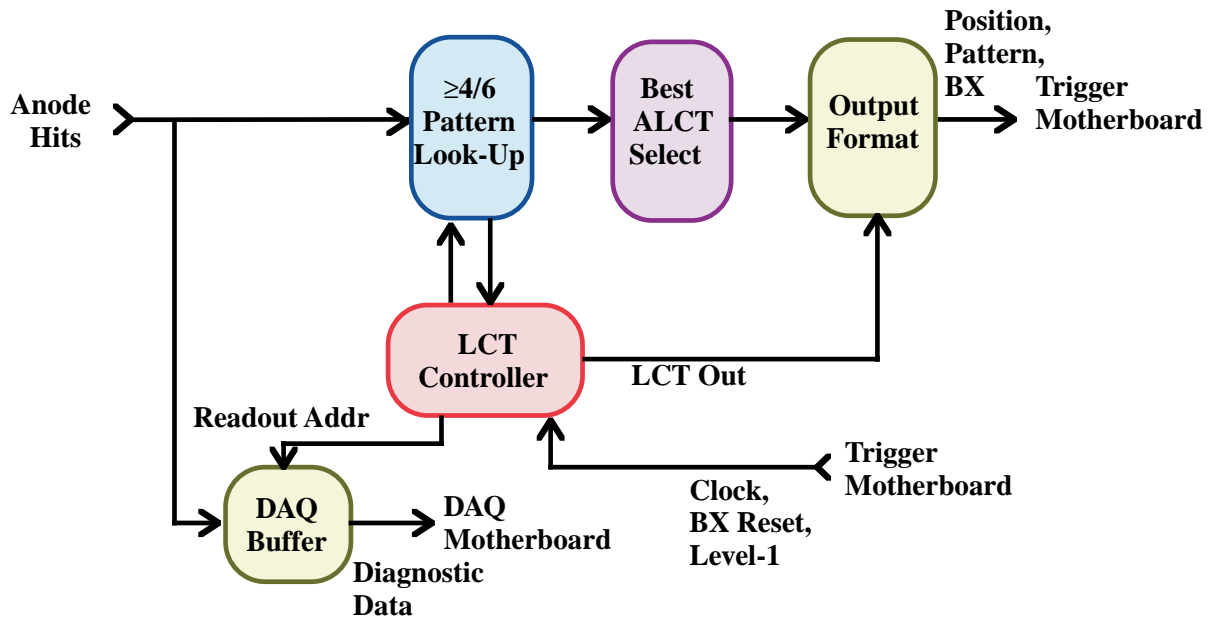 Anode
Hits
≥4/6
Pattern
Look-Up
Best
ALCT
Select
Output
Format
Position,
Pattern,
BX
Trigger
Motherboard
LCT
Controller
LCT Out
Readout Addr
Trigger
Motherboard
Clock,
BX Reset,
Level-1
DAQ
Buffer
DAQ
Motherboard
Diagnostic
Data